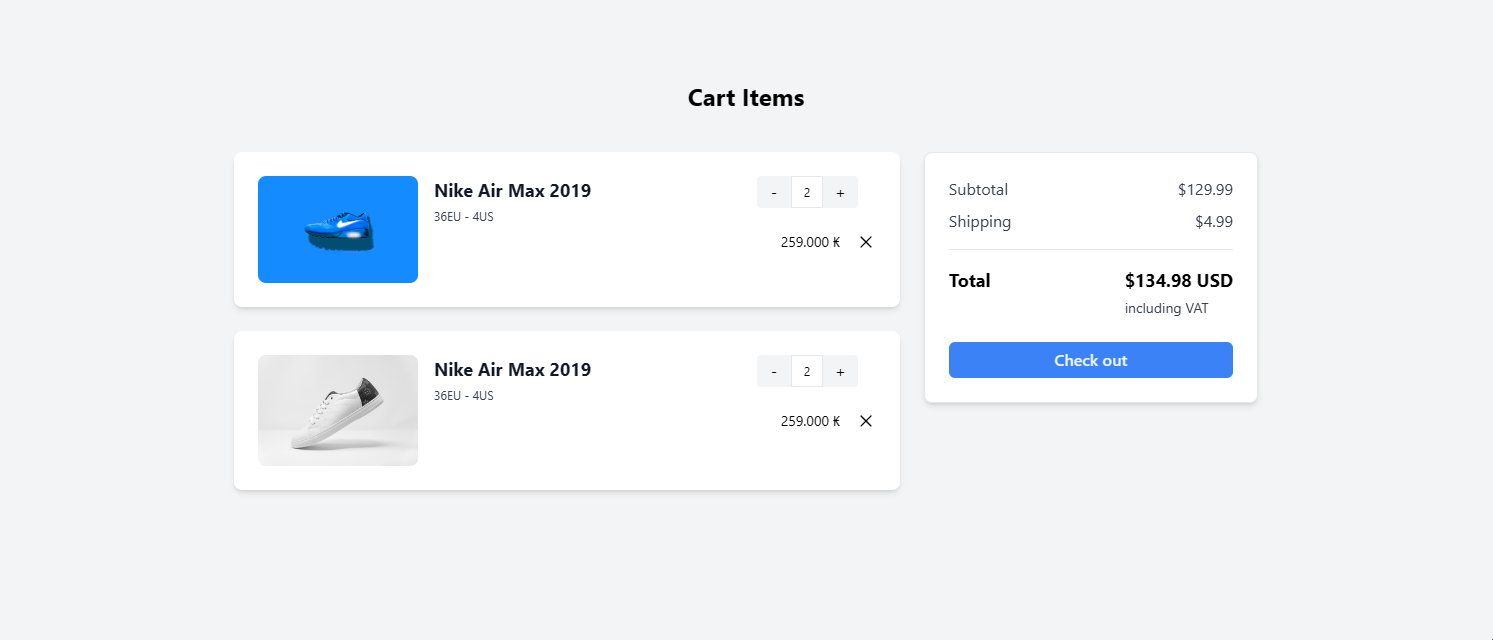 Cart Items
Nike Air Max 2019
36EU - 4US
- 2 +
259.000 ₭
Nike Air Max 2019
36EU - 4US
- 2 +
259.000 ₭
Subtotal $129.99
Shipping $4.99
Total $134.98 USD
including VAT
Check out